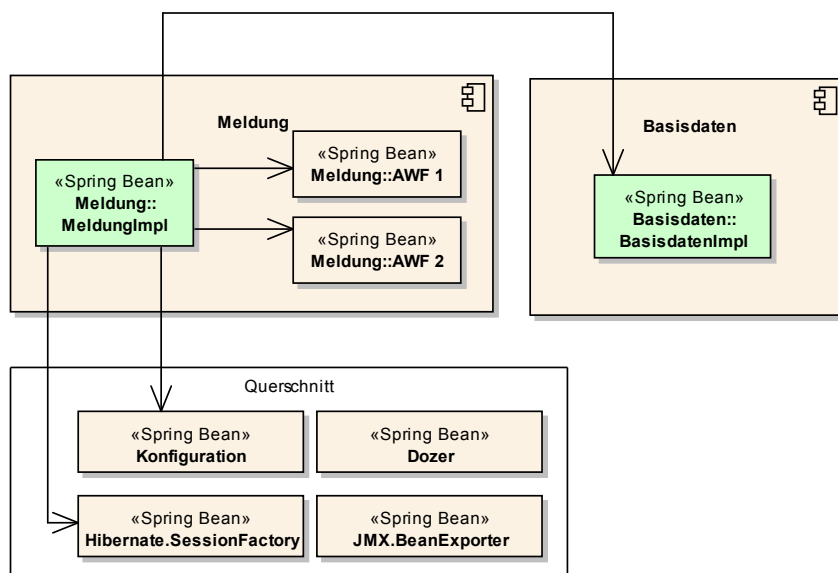 Meldung
«Spring Bean»
Meldung::AWF 1
«Spring Bean»
Meldung::
MeldungImpl
«Spring Bean»
Meldung::AWF 2
Basisdaten
«Spring Bean»
Basisdaten::
BasisdatenImpl
Querschnitt
«Spring Bean»
Konfiguration
«Spring Bean»
Dozer
«Spring Bean»
Hibernate.SessionFactory
«Spring Bean»
JMX.BeanExporter